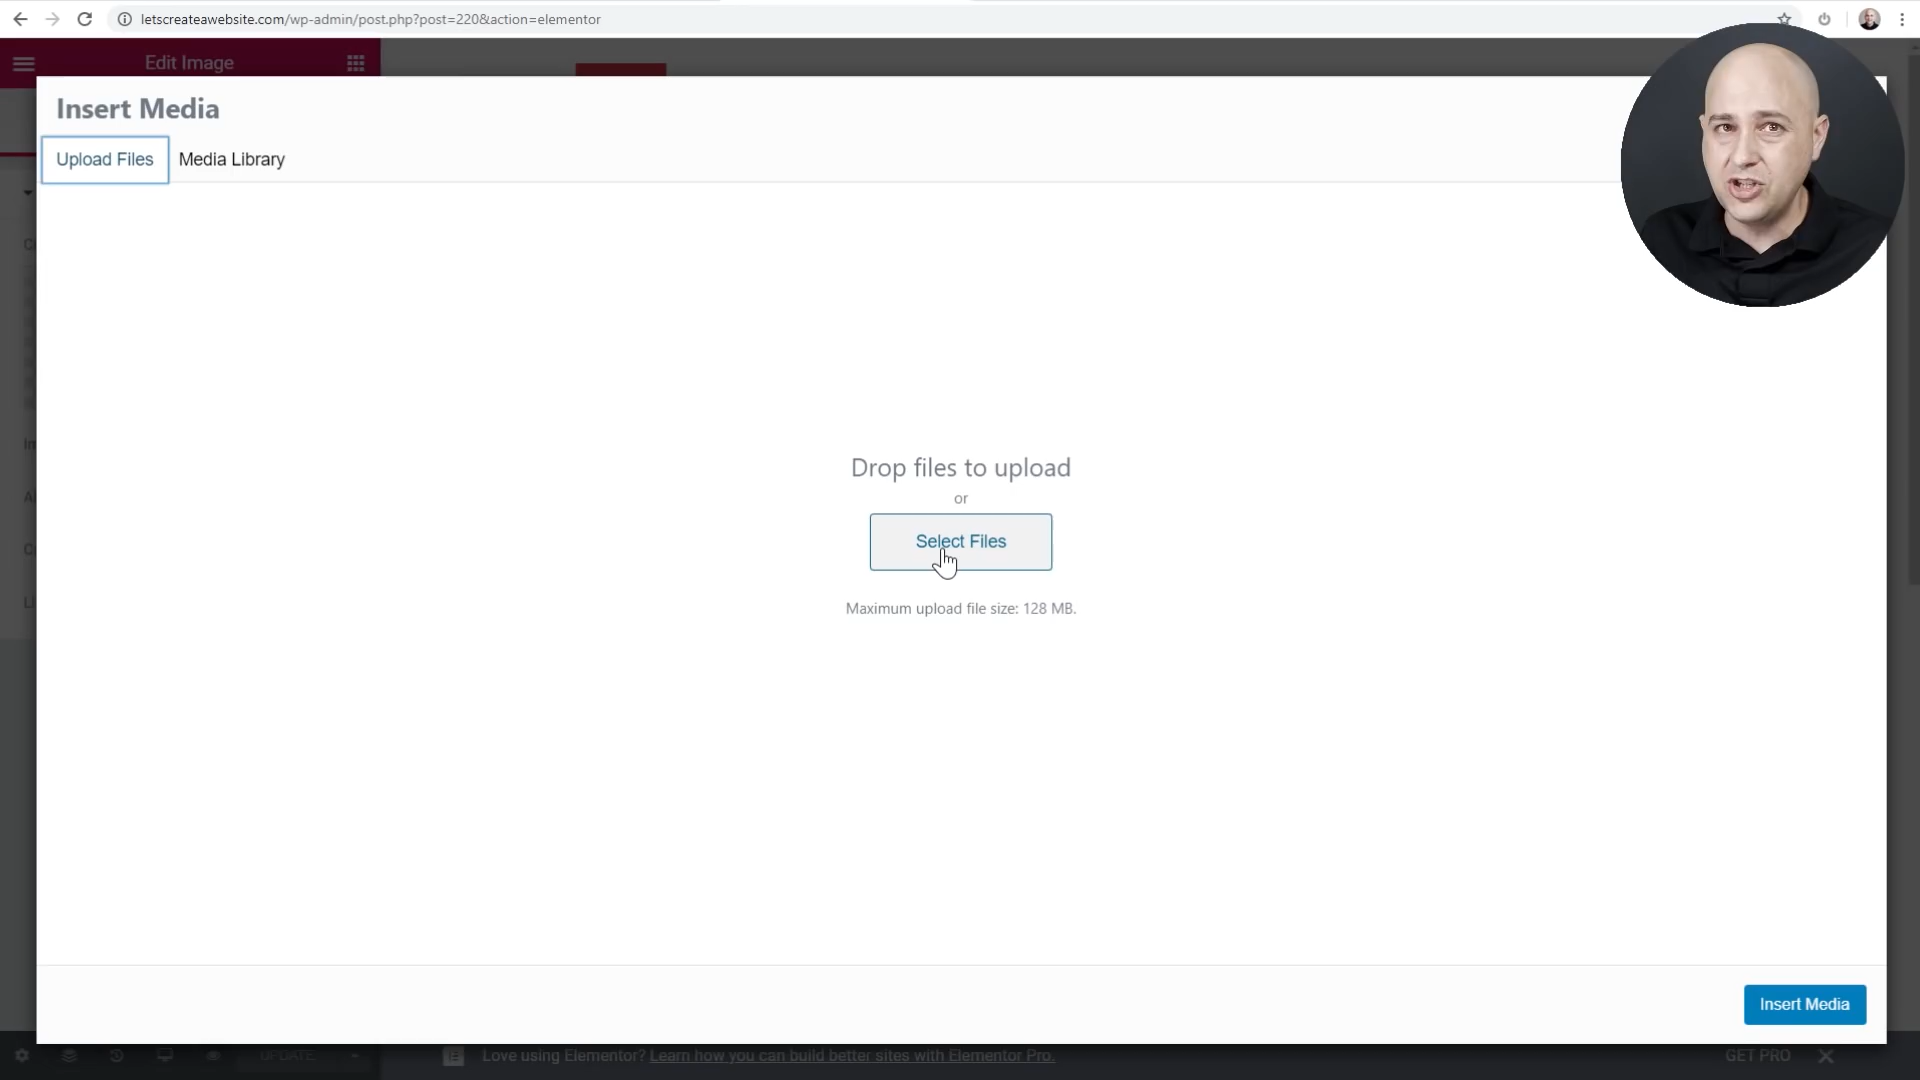 letscreateawebsite.com/wp-admin/post.php?post=220&action=elementor
Edit Image
Insert Media
Upload Files
Media Library
Drop files to upload
or
Select Files
Maximum upload file size: 128 MB.
Insert Media
UPDATE
Love using Elementor? Learn how you can build better sites with Elementor Pro.
GET PRO